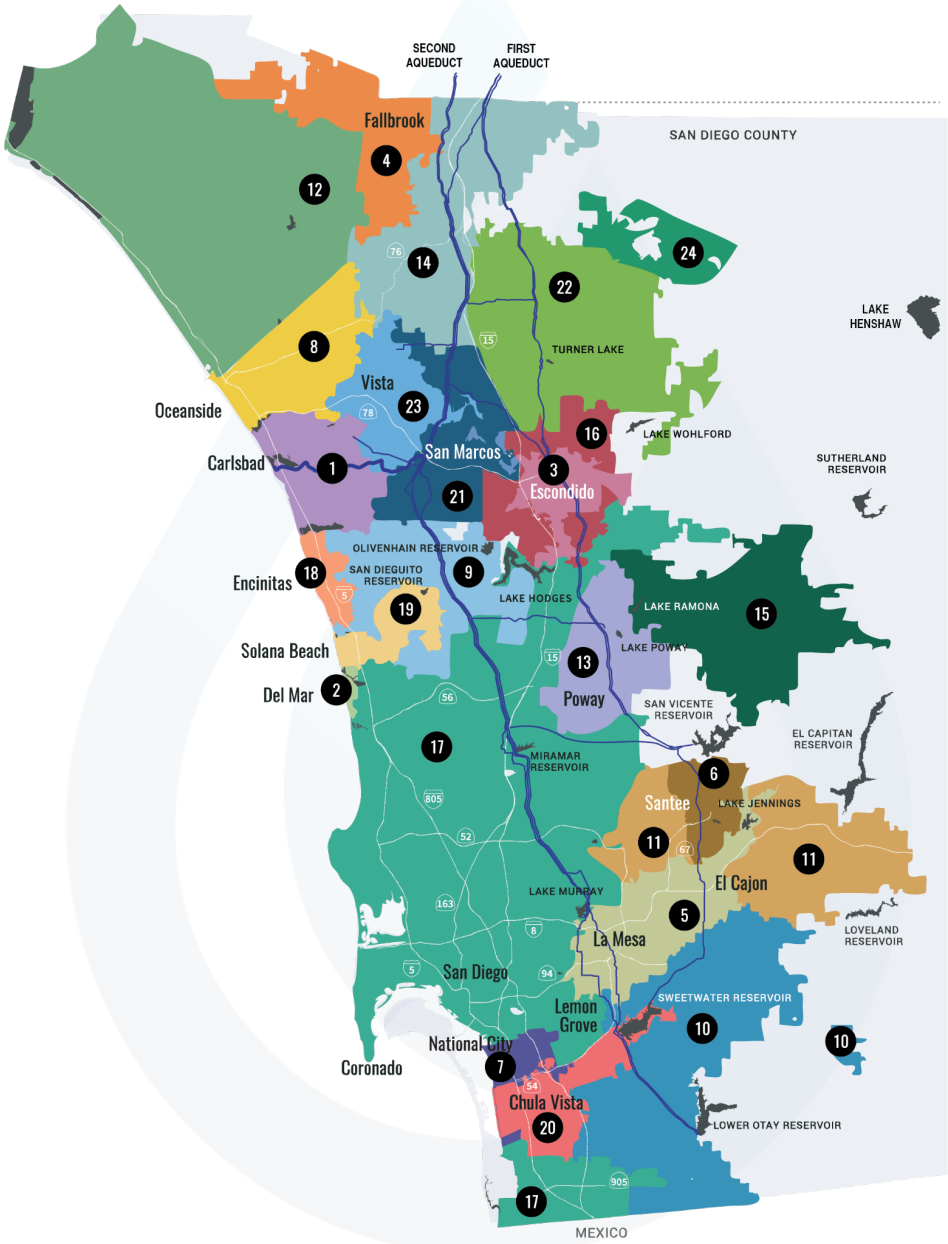 SECOND
AQUEDUCT
FIRST
AQUEDUCT
SAN DIEGO COUNTY
Fallbrook
4
12
24
76
14
22
LAKE
HENSHAW
15
8
TURNER LAKE
Vista
23
78
Oceanside
16
LAKE WOHLFORD
San Marcos
Carlsbad
1
3
Escondido
SUTHERLAND
RESERVOIR
21
OLIVENHAIN RESERVOIR
18
SAN DIEGUITO
RESERVOIR
9
Encinitas
5
19
LAKE HODGES
LAKE RAMONA
15
Solana Beach
LAKE POWAY
15
13
Del Mar
2
56
Poway
SAN VICENTE
RESERVOIR
17
EL CAPITAN
RESERVOIR
MIRAMAR
RESERVOIR
6
805
Santee
LAKE JENNINGS
52
11
67
11
El Cajon
LAKE MURRAY
163
5
8
La Mesa
LOVELAND
RESERVOIR
5
San Diego
94
SWEETWATER RESERVOIR
Lemon
Grove
10
10
National City
Coronado
7
54
Chula Vista
20
LOWER OTAY RESERVOIR
905
17
MEXICO